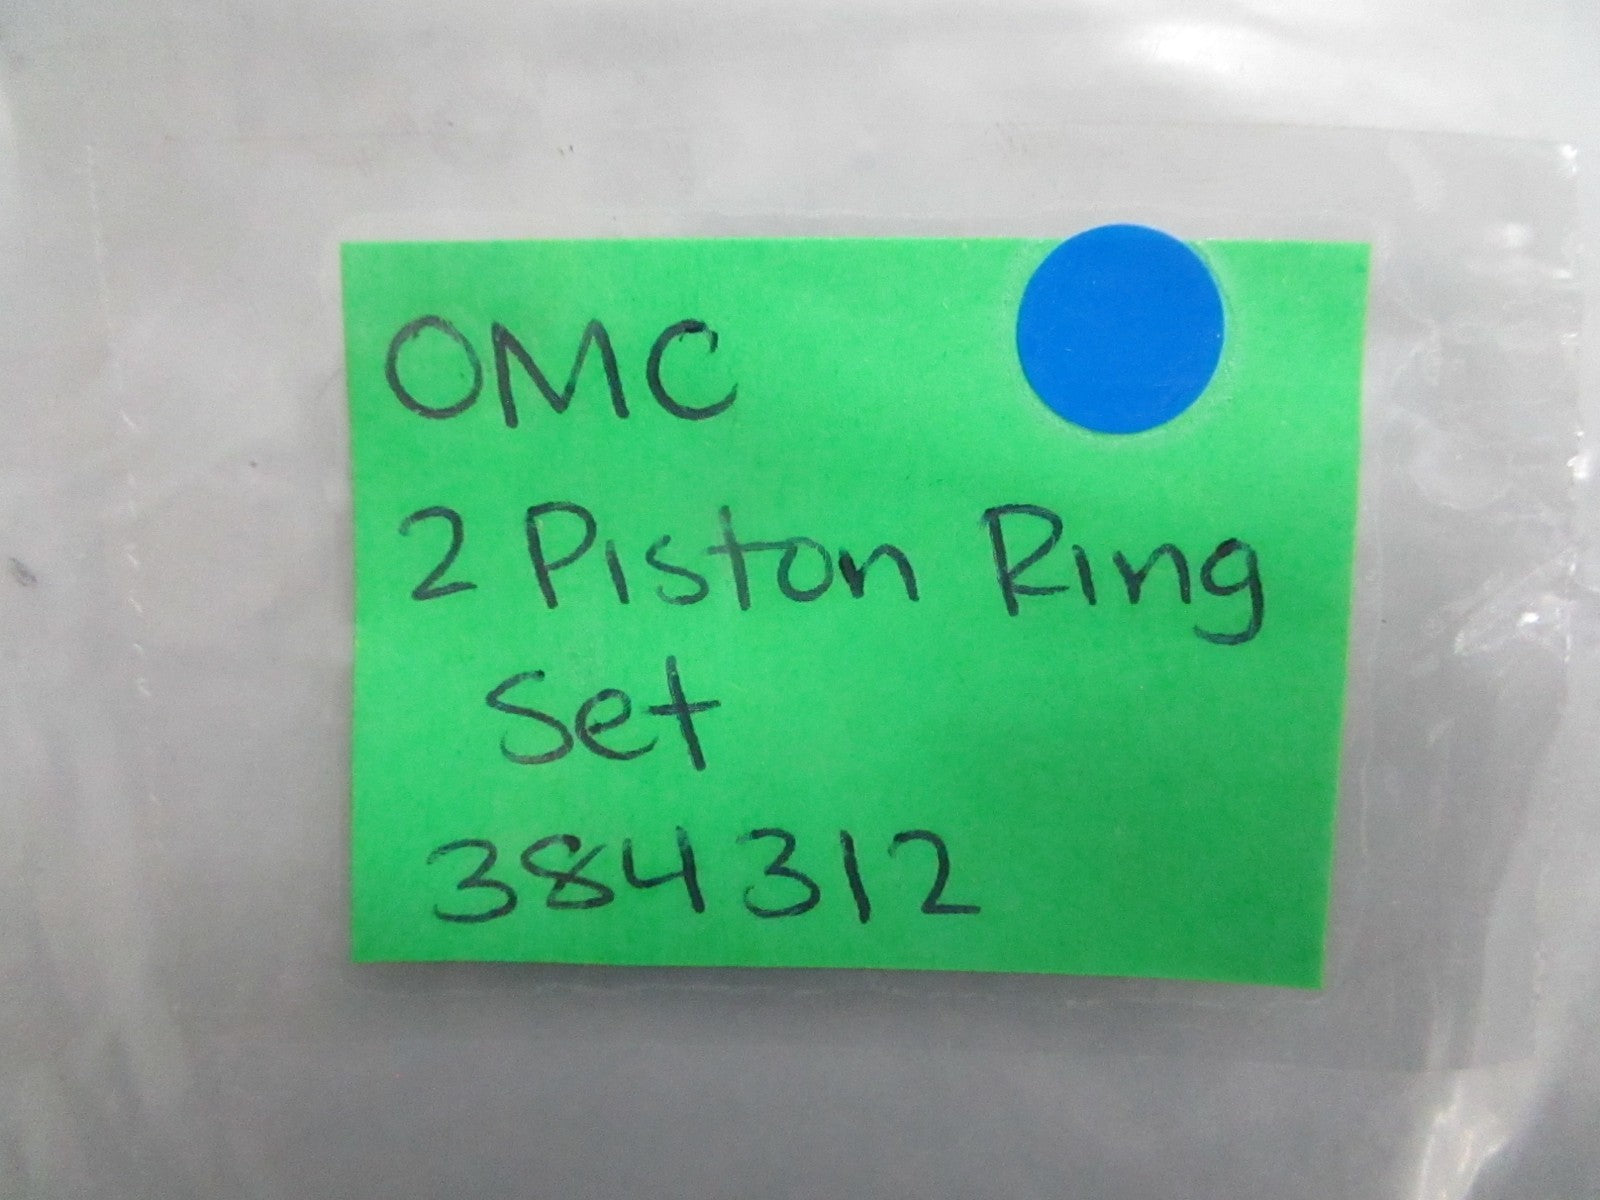 OMC
2 Piston Ring
Set
384312